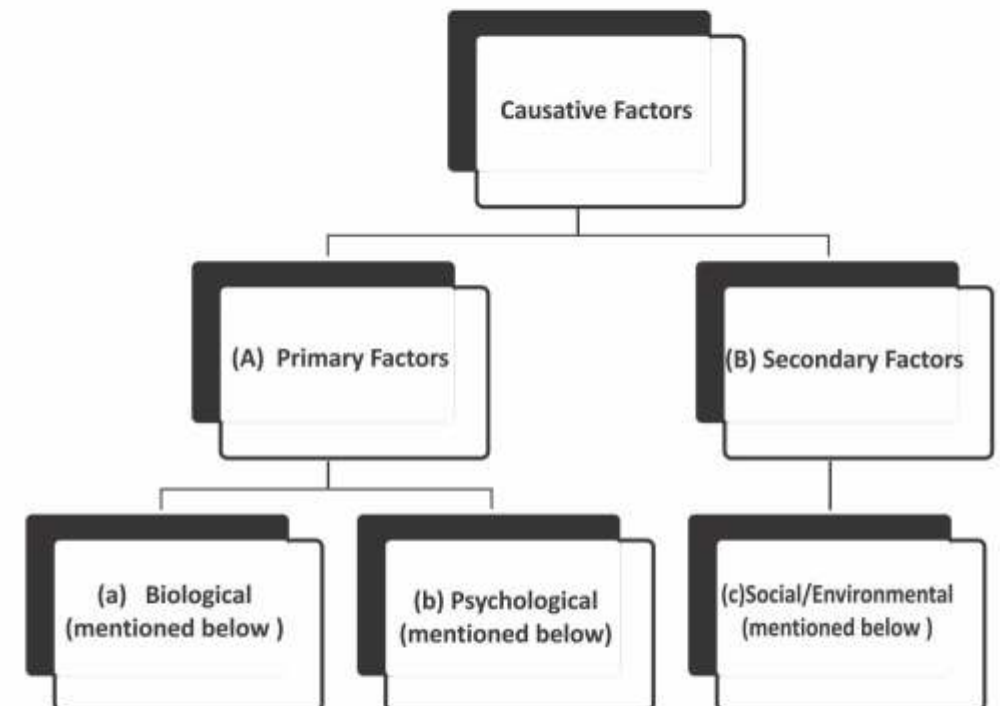 Causative Factors
(A) Primary Factors
(B) Secondary Factors
(a) Biological
(mentioned below )
(b) Psychological
(mentioned below)
(c)Social/Environmental
(mentioned below )